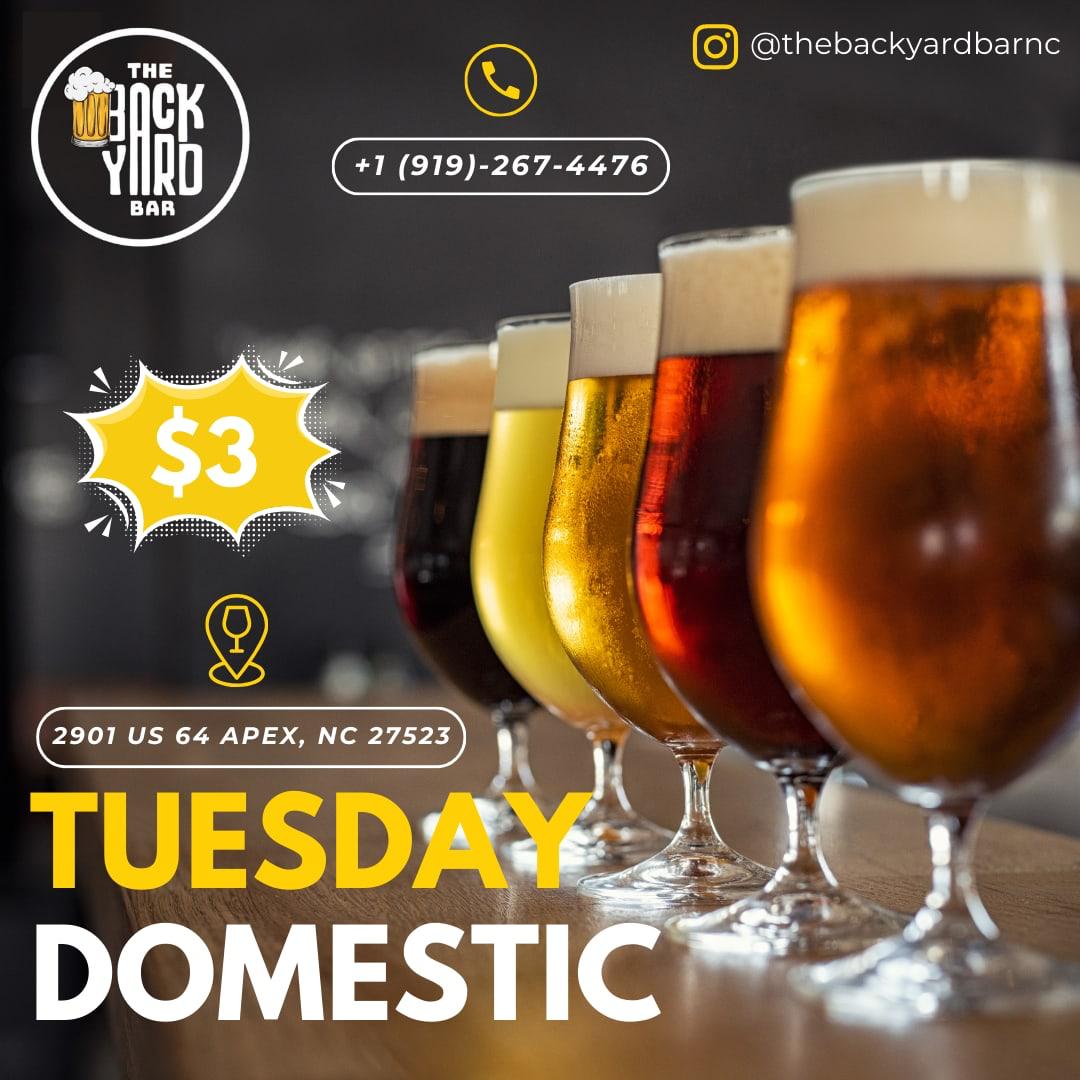 THE
BACK
YARD
BAR
@thebackyardbarnc
+1 (919)-267-4476
$3
2901 US 64 APEX, NC 27523
TUESDAY
DOMESTIC